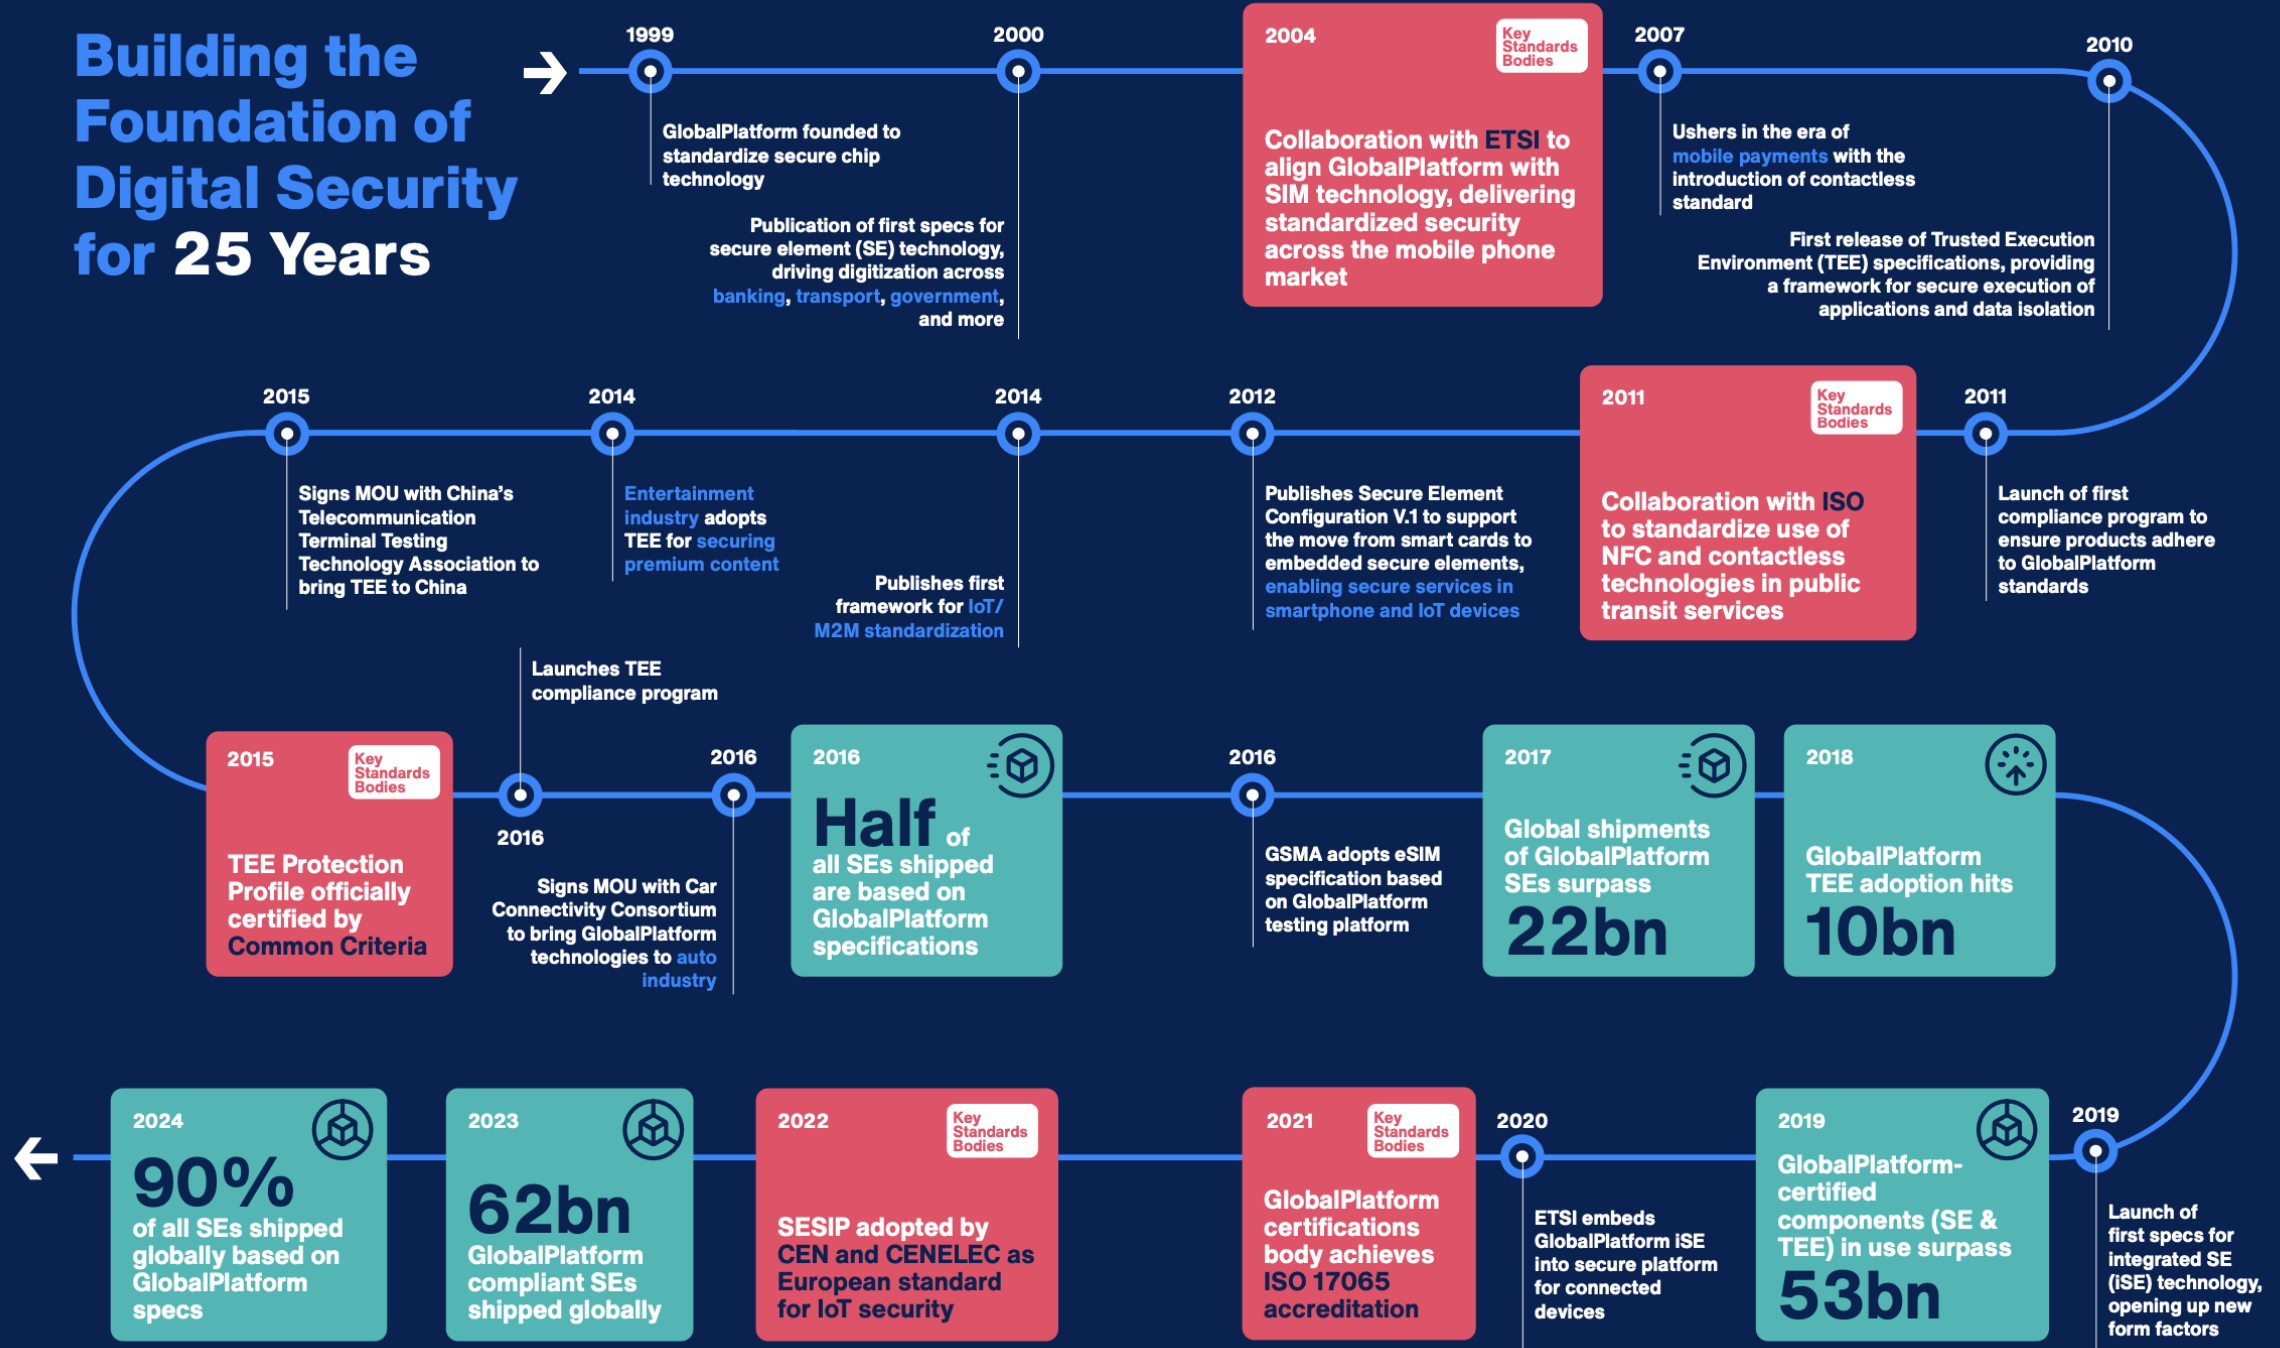 Building the
Foundation of
Digital Security
for 25 Years
1999
GlobalPlatform founded to
standardize secure chip
technology
2000
Publication of first specs for
secure element (SE) technology,
driving digitization across
banking, transport, government,
and more
2004
Key
Standards
Bodies
Collaboration with ETSI to
align GlobalPlatform with
SIM technology, delivering
standardized security
across the mobile phone
market
2007
Ushers in the era of
mobile payments with the
introduction of contactless
standard
2010
First release of Trusted Execution
Environment (TEE) specifications, providing
a framework for secure execution of
applications and data isolation
2011
Launch of first
compliance program to
ensure products adhere
to GlobalPlatform
standards
2011
Key
Standards
Bodies
Collaboration with ISO
to standardize use of
NFC and contactless
technologies in public
transit services
2012
Publishes Secure Element
Configuration V.1 to support
the move from smart cards to
embedded secure elements,
enabling secure services in
smartphone and IoT devices
2014
Publishes first
framework for IoT/
M2M standardization
2014
Entertainment
industry adopts
TEE for securing
premium content
2015
Signs MOU with China’s
Telecommunication
Terminal Testing
Technology Association to
bring TEE to China
2015
Key
Standards
Bodies
TEE Protection
Profile officially
certified by
Common Criteria
Launches TEE
compliance program
2016
2016
Signs MOU with Car
Connectivity Consortium
to bring GlobalPlatform
technologies to auto
industry
2016
Half of
all SEs shipped
are based on
GlobalPlatform
specifications
2016
GSMA adopts eSIM
specification based
on GlobalPlatform
testing platform
2017
Global shipments
of GlobalPlatform
SEs surpass
22bn
2018
GlobalPlatform
TEE adoption hits
10bn
2019
Launch of
first specs for
integrated SE
(iSE) technology,
opening up new
form factors
2019
GlobalPlatform-
certified
components (SE &
TEE) in use surpass
53bn
2020
ETSI embeds
GlobalPlatform iSE
into secure platform
for connected
devices
2021
Key
Standards
Bodies
GlobalPlatform
certifications
body achieves
ISO 17065
accreditation
2022
Key
Standards
Bodies
SESIP adopted by
CEN and CENELEC as
European standard
for IoT security
2023
62bn
GlobalPlatform
compliant SEs
shipped globally
2024
90%
of all SEs shipped
globally based on
GlobalPlatform
specs